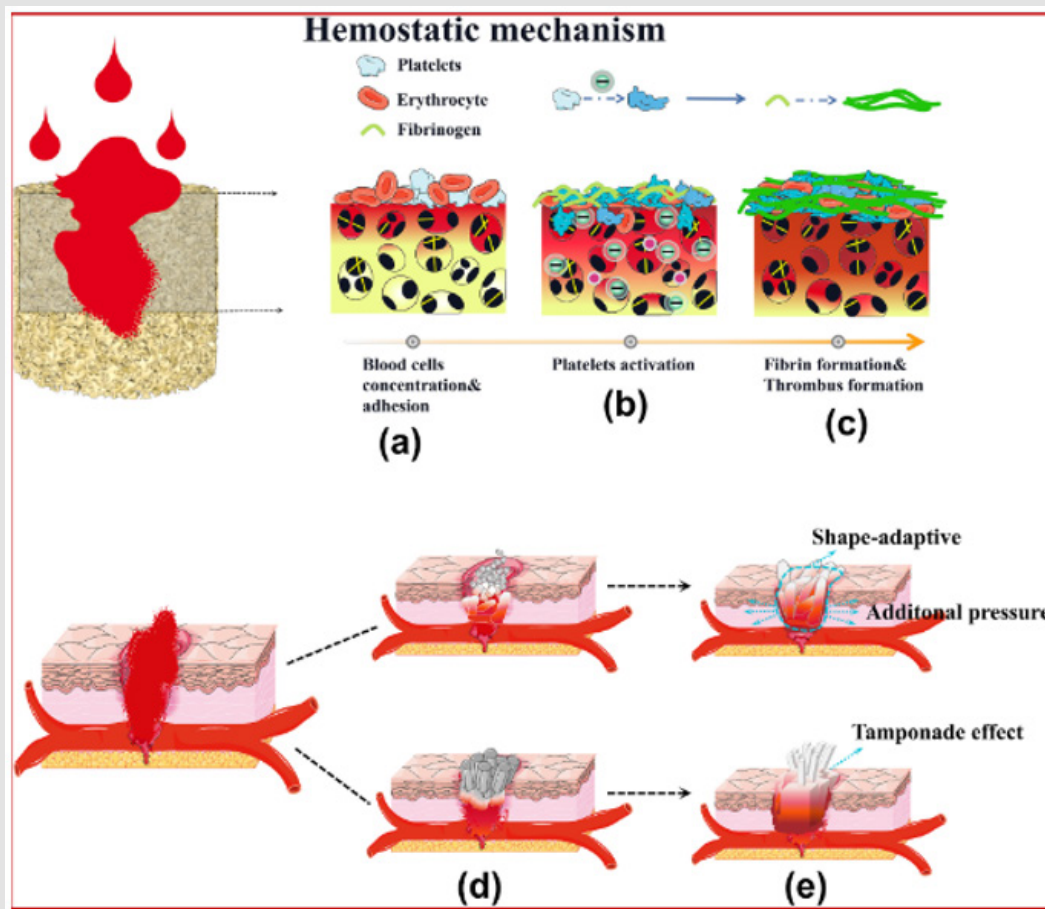 Hemostatic mechanism
Platelets
Erythrocyte
Fibrinogen
Blood cells
concentration&
adhesion
(a)
Platelets activation
(b)
Fibrin formation&
Thrombus formation
(c)
Shape-adaptive
Additonal pressure
Tamponade effect
(d)
(e)